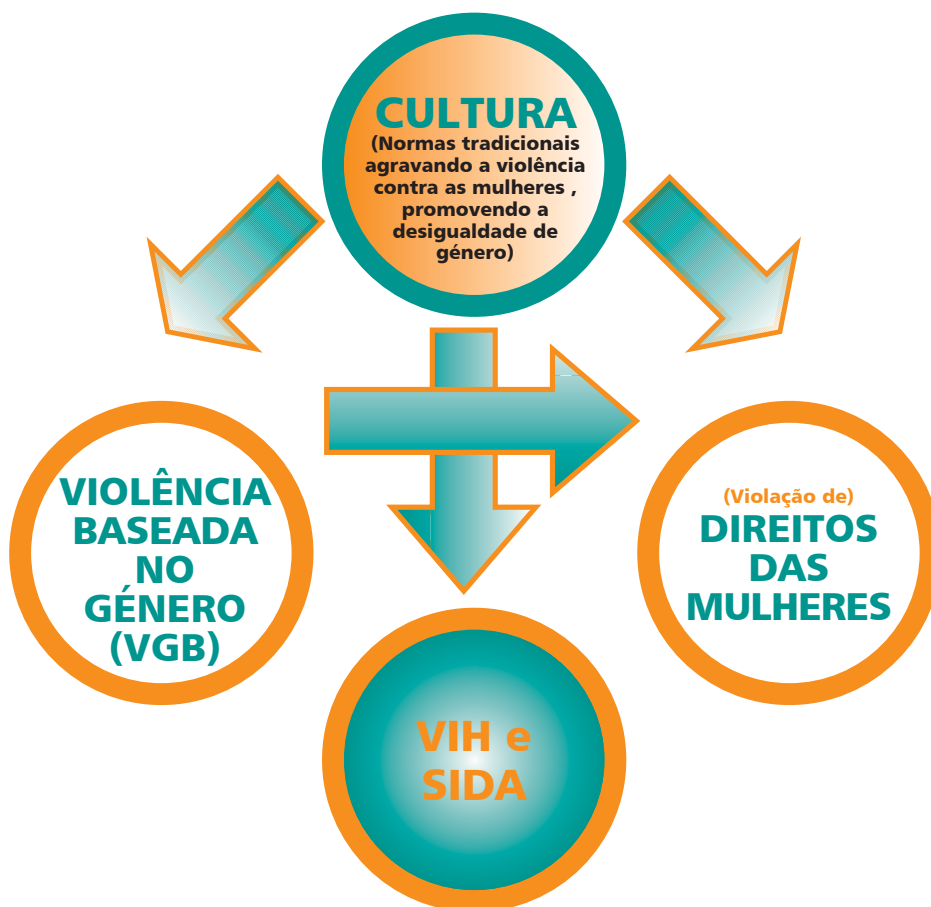 CULTURA
(Normas tradicionais
agravando a violência
contra as mulheres ,
promovendo a
desigualdade de
género)
VIOLÊNCIA
BASEADA
NO
GÉNERO
(VGB)
(Violação de)
DIREITOS
DAS
MULHERES
VIH e
SIDA